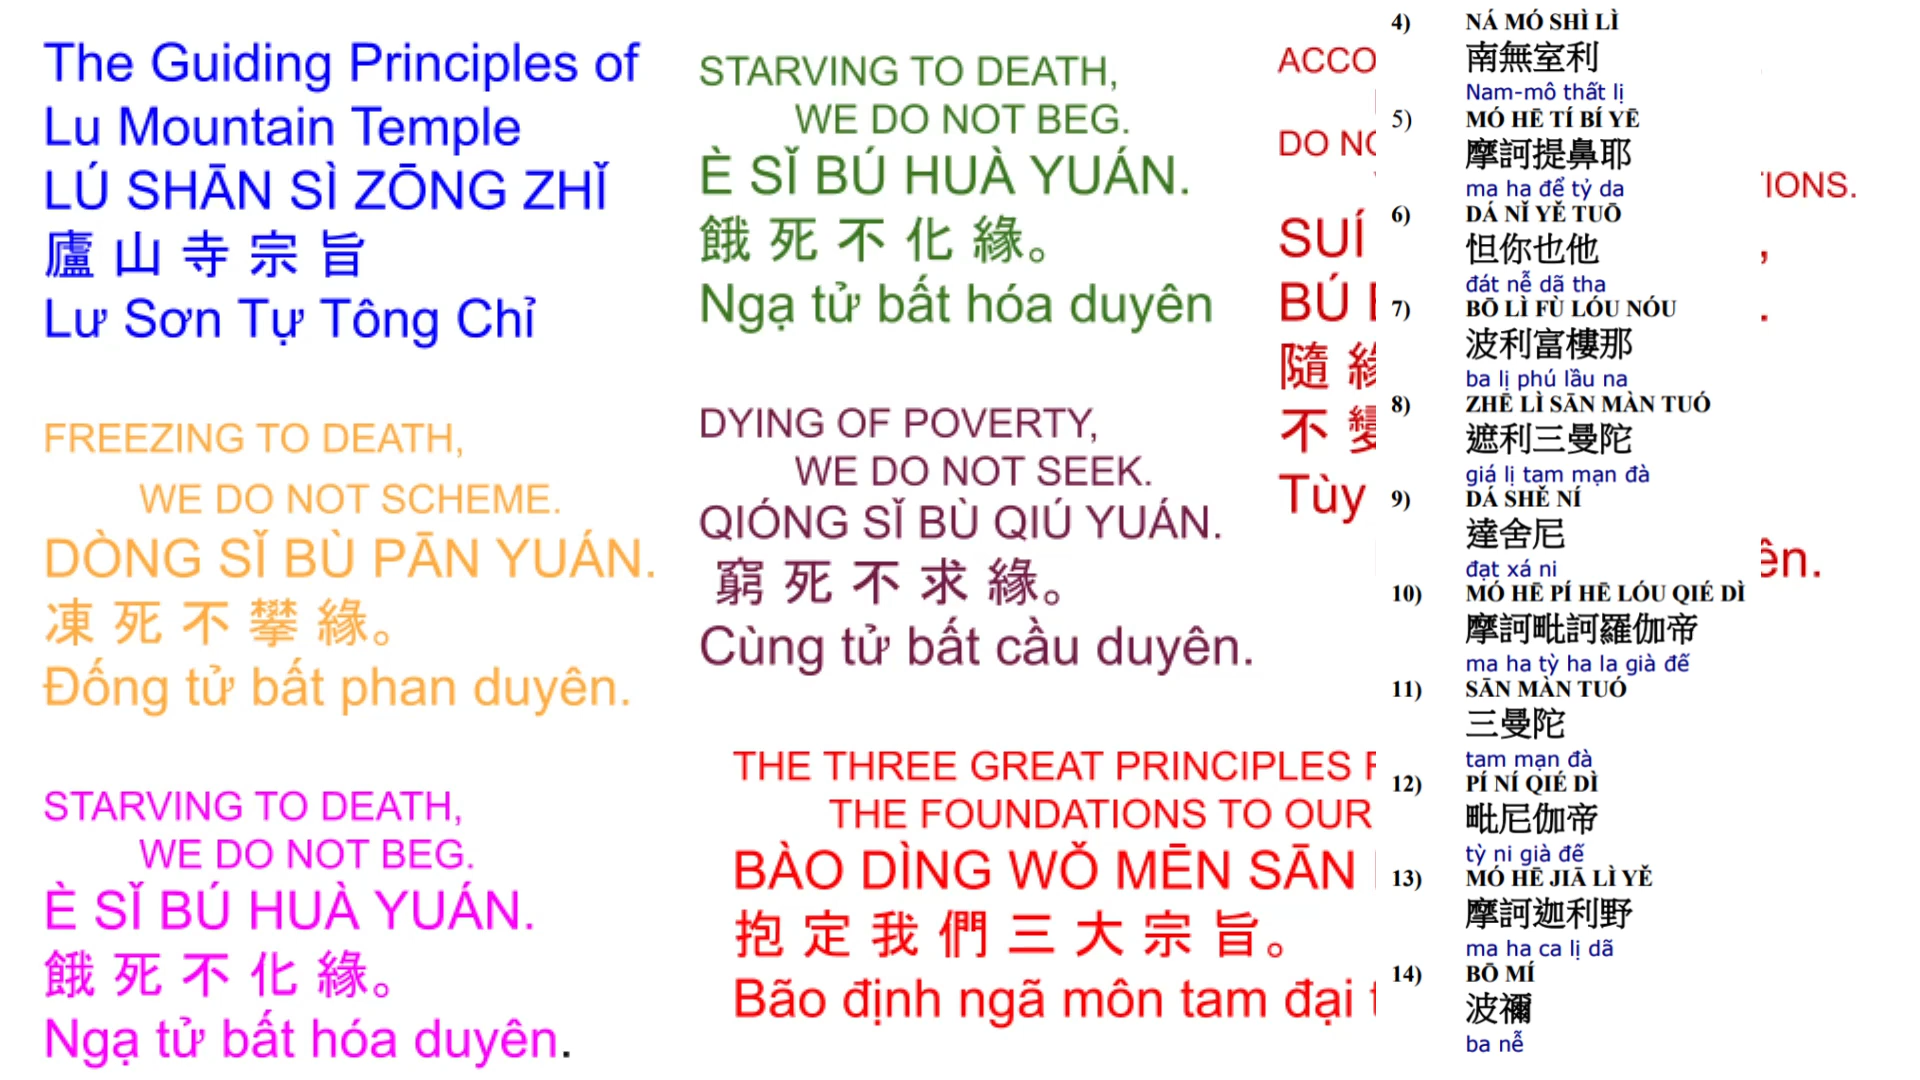 The Guiding Principles of
Lu Mountain Temple
LÚ SHĀN SÌ ZŌNG ZHǏ
廬 山 寺 宗 旨
Lư Sơn Tự Tông Chỉ
FREEZING TO DEATH,
WE DO NOT SCHEME.
DÒNG SǏ BÙ PĀN YUÁN.
凍 死 不 攀 緣。
Đống tử bất phan duyên.
STARVING TO DEATH,
WE DO NOT BEG.
È SǏ BÚ HUÀ YUÁN.
餓 死 不 化 緣。
Ngạ tử bất hóa duyên.
STARVING TO DEATH,
WE DO NOT BEG.
È SǏ BÚ HUÀ YUÁN.
餓 死 不 化 緣。
Ngạ tử bất hóa duyên
DYING OF POVERTY,
WE DO NOT SEEK.
QIÓNG SǏ BÙ QIÚ YUÁN.
窮 死 不 求 緣。
Cùng tử bất cầu duyên.
THE THREE GREAT PRINCIPLES
THE FOUNDATIONS TO OUR
BÀO DÌNG WǑ MĒN SĀN
抱 定 我 們 三 大 宗 旨。
Bão định ngã môn tam đại
ACCO
DO NO
SUÍ
BÚ
隨 緣
不 變
Tùy
TIONS.
ên.
4) NÁ MÓ SHÌ LÌ
南無室利
Nam-mô thất lị
5) MÓ HĒ TÍ BÍ YĒ
摩訶提鼻耶
ma ha để tỷ da
6) DÁ NǏ YĚ TUŌ
怛你也他
đát nễ dã tha
7) BŌ LÌ FÙ LÓU NÓU
波利富樓那
ba lị phú lầu na
8) ZHĒ LÌ SĀN MÀN TUÓ
遮利三曼陀
giá lị tam mạn đà
9) DÁ SHĚ NÍ
達舍尼
đạt xá ni
10) MÓ HĒ PÍ HĒ LÓU QIÉ DÌ
摩訶毗訶羅伽帝
ma ha tỳ ha la già đế
11) SĀN MÀN TUÓ
三曼陀
tam mạn đà
12) PÍ NÍ QIÉ DÌ
毗尼伽帝
tỳ ni già đế
13) MÓ HĒ JIĀ LÌ YĚ
摩訶迦利野
ma ha ca lị dã
14) BŌ MÍ
波禰
ba nễ